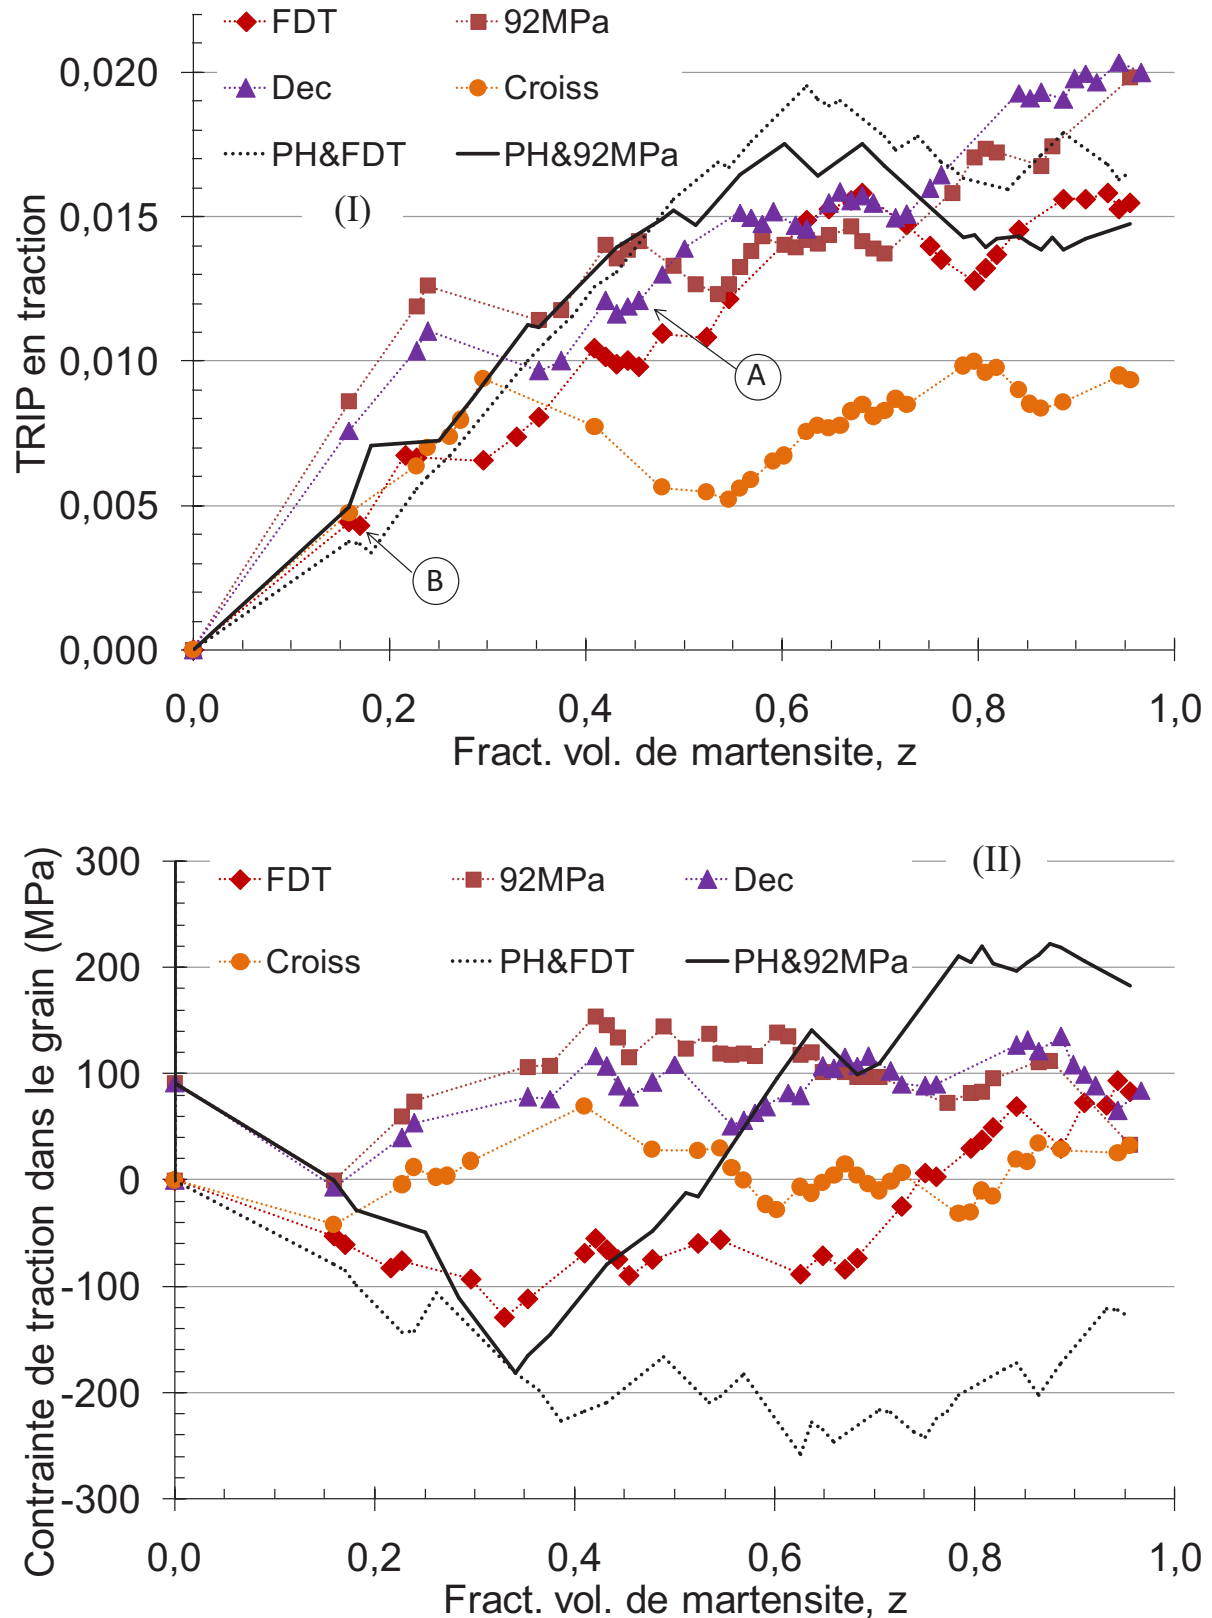 FDT 92MPa
0,020
Dec Croiss
PH&FDT PH&92MPa
(I)
0,015
0,010
A
0,005
B
0,000
TRIP en traction
0,0 0,2 0,4 0,6 0,8 1,0
Fract. vol. de martensite, z
300
(II)
FDT 92MPa Dec
200
Croiss PH&FDT PH&92MPa
100
0
-100
-200
-300
Contrainte de traction dans le grain (MPa)
0,0 0,2 0,4 0,6 0,8 1,0
Fract. vol. de martensite, z